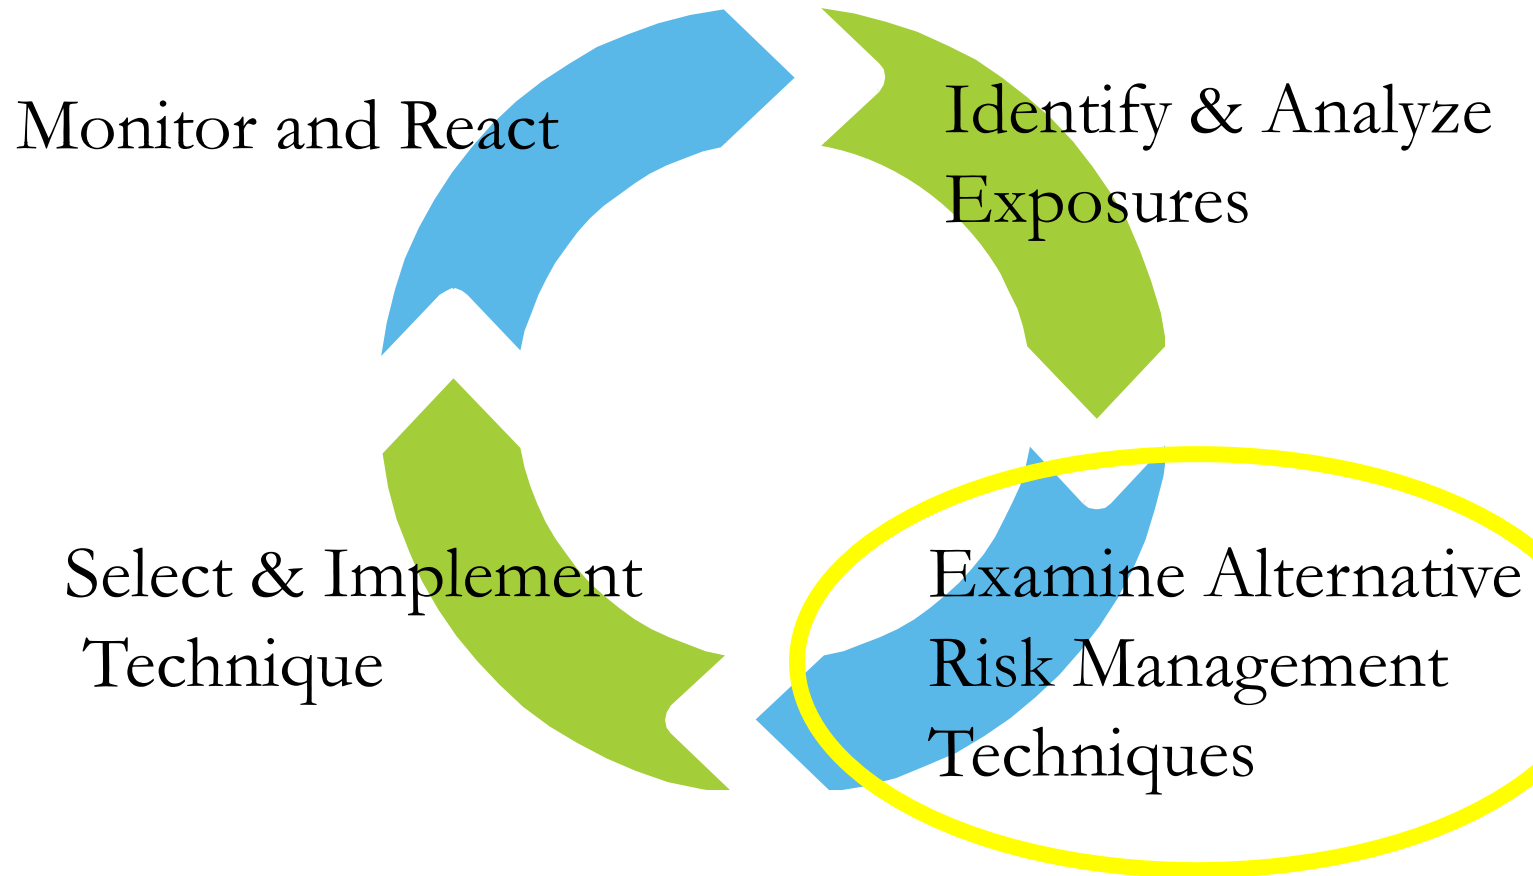 Monitor and React
Identify & Analyze
Exposures
Select & Implement
Technique
Examine Alternative
Risk Management
Techniques